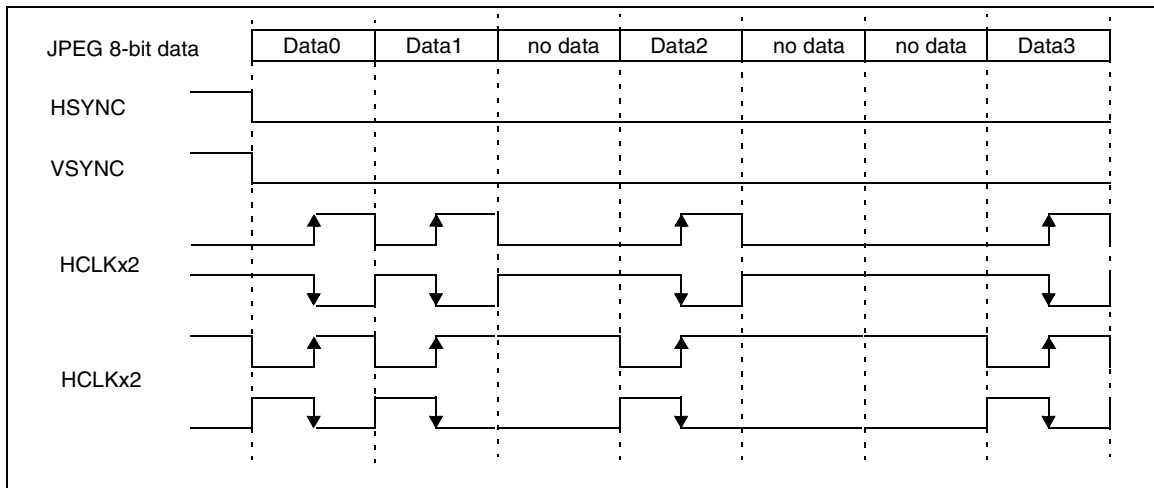 JPEG 8-bit data Data0 Data1 no data Data2 no data no data Data3
HSYNC
VSYNC
HCLKx2
HCLKx2